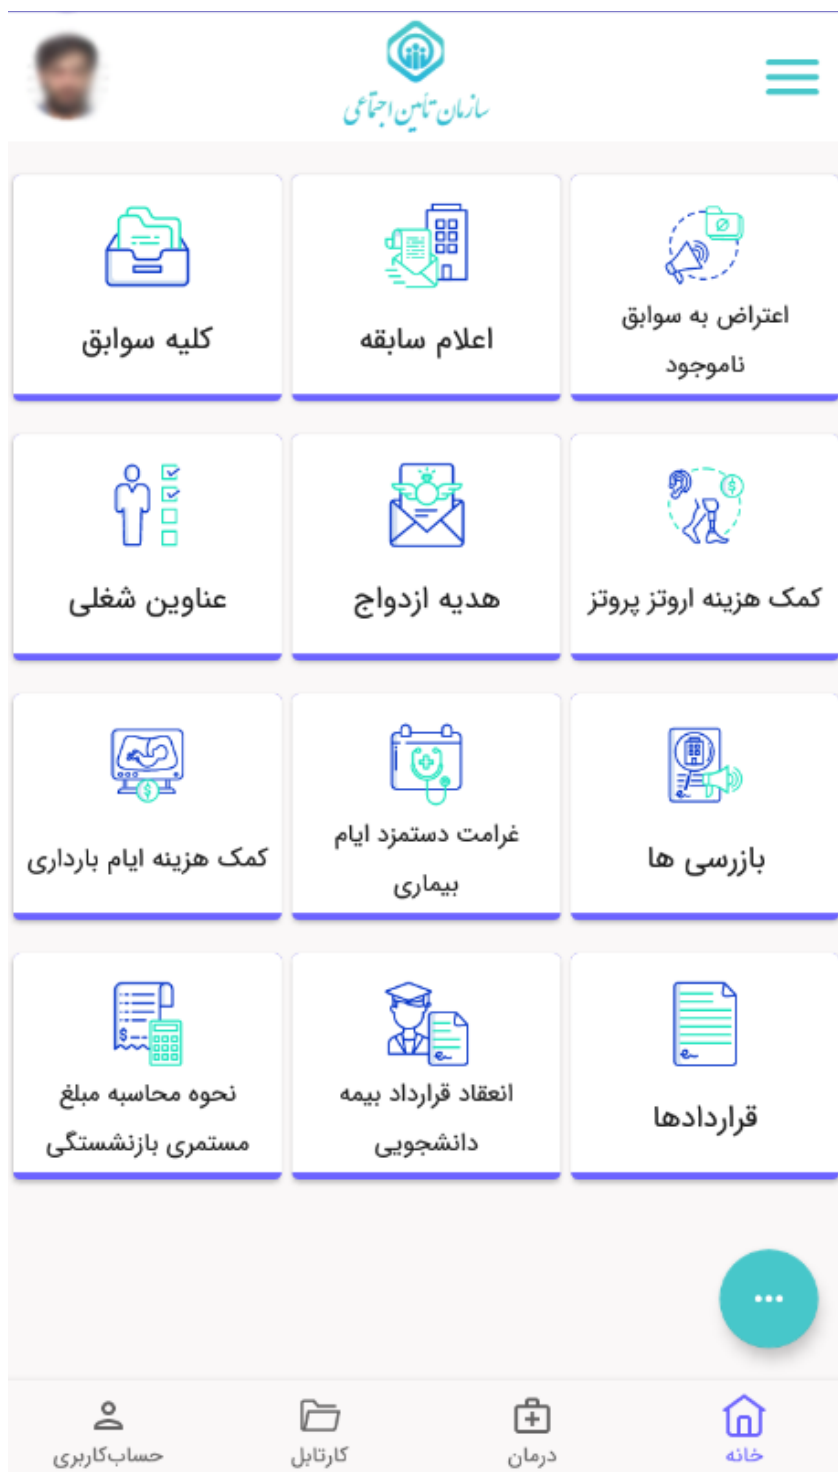 سازمان تأمین اجتماعی
اعتراض به سوابق
ناموجود
اعلام سابقه
کلیه سوابق
کمک هزینه اروتز پروتز
هدیه ازدواج
عناوین شغلی
بازرسی ها
غرامت دستمزد ایام
بیماری
کمک هزینه ایام بارداری
قراردادها
انعقاد قرارداد بیمه
دانشجویی
نحوه محاسبه مبلغ
مستمری بازنشستگی
خانه
درمان
کارتابل
حساب‌کاربری